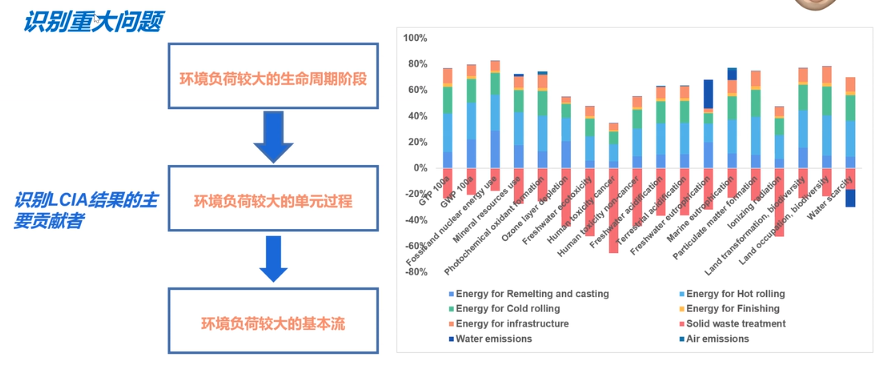 识别重大问题
环境负荷较大的生命周期阶段
识别LCIA结果的主
要贡献者
环境负荷较大的单元过程
环境负荷较大的基本流
100%
80%
60%
40%
20%
0%
-20%
-40%
-60%
-80%
GTP 100a
GWP 100a
Fossil and nuclear energy use
Mineral resources use
Photochemical oxidant formation
Ozone layer depletion
Freshwater ecotoxicity
Human toxicity cancer
Human toxicity non-cancer
Freshwater acidification
Terrestrial acidification
Freshwater eutrophication
Marine eutrophication
Particulate matter formation
Ionizing radiation
Land transformation, biodiversity
Land occupation, biodiversity
Water scarcity
Energy for Remelting and casting
Energy for Hot rolling
Energy for Cold rolling
Energy for Finishing
Energy for infrastructure
Solid waste treatment
Water emissions
Air emissions